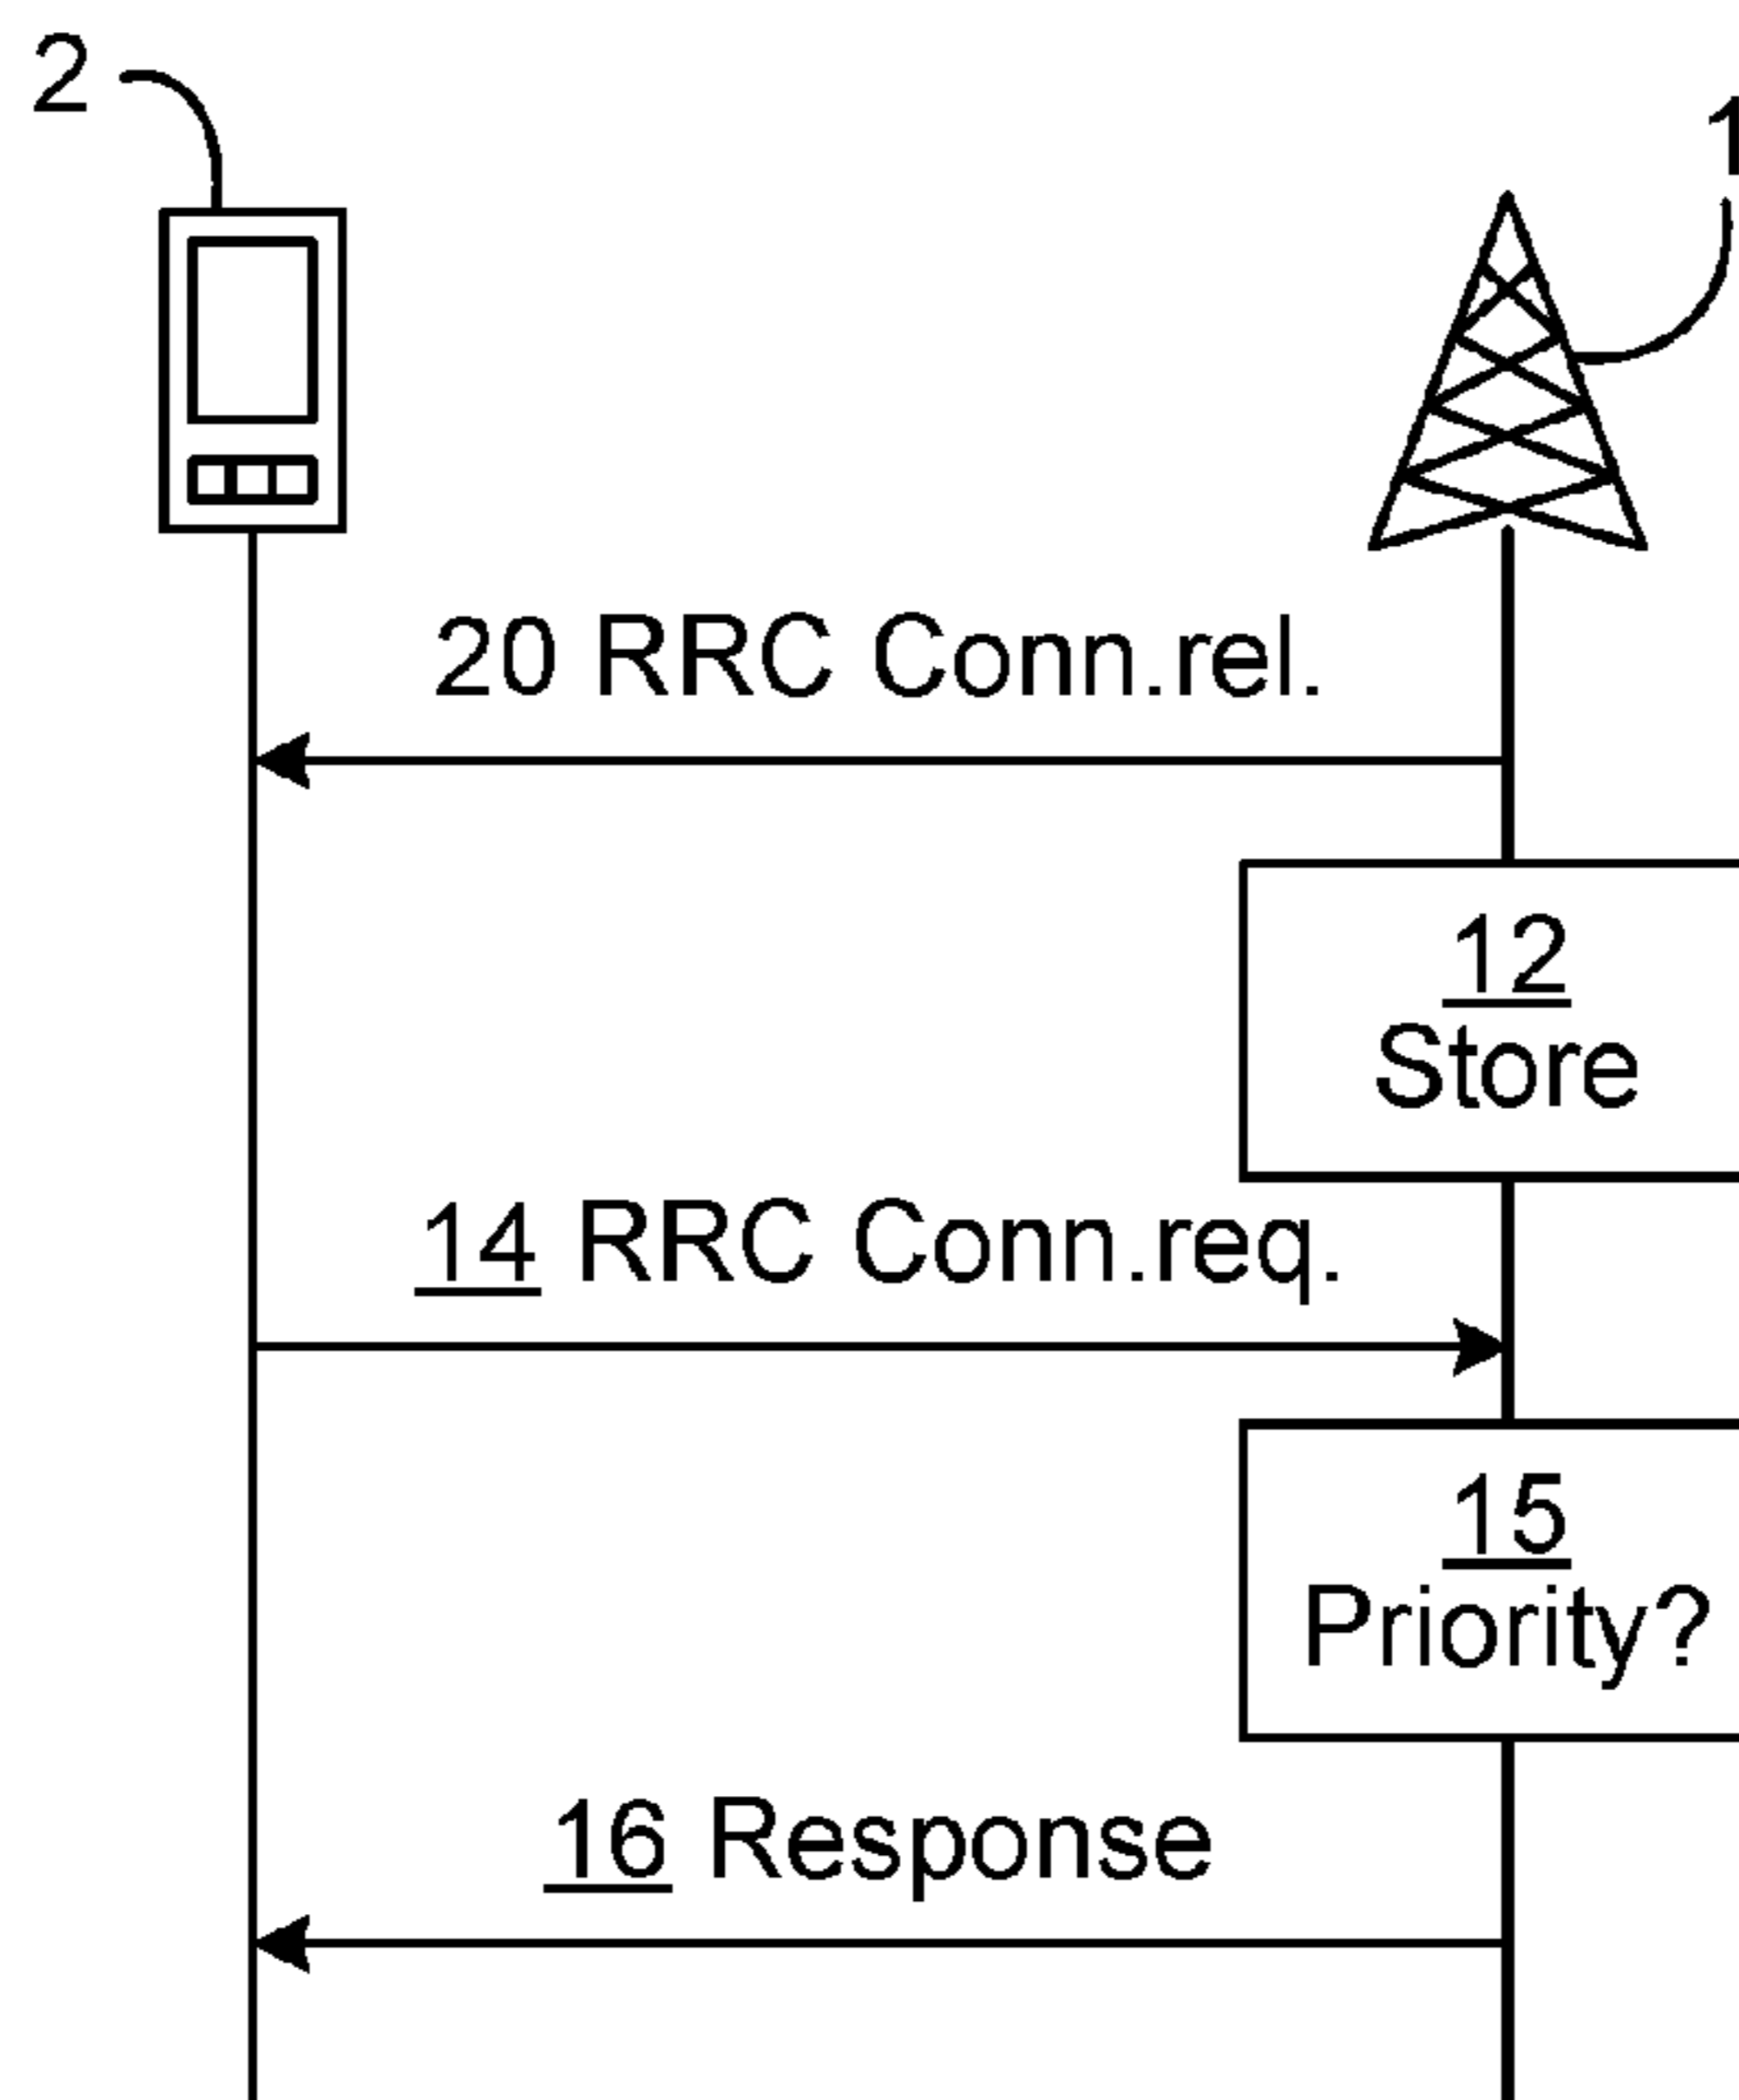 2
1
20 RRC Conn.rel.
12
Store
14 RRC Conn.req.
15
Priority?
16 Response